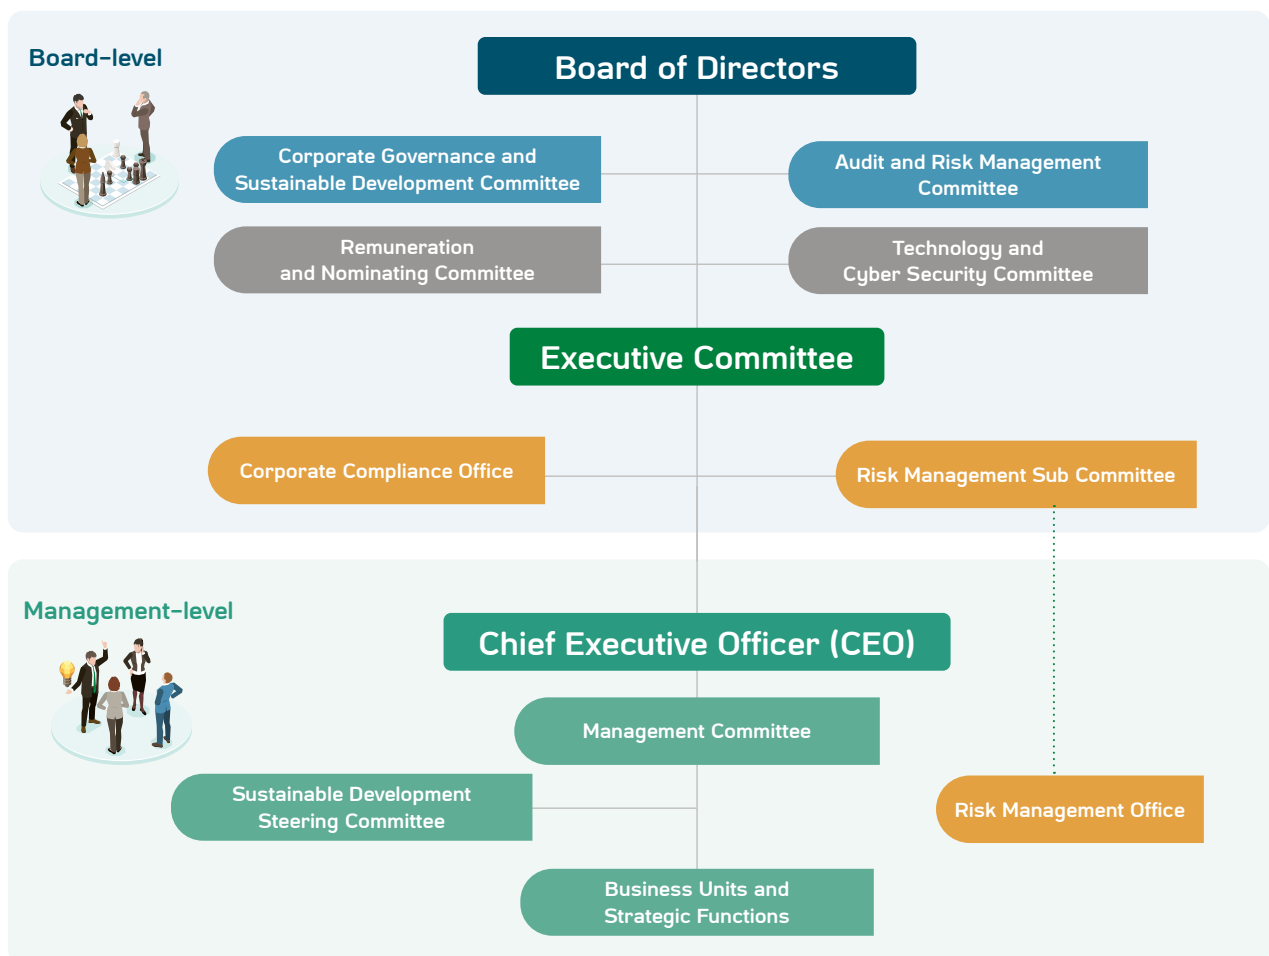 Board-level
Board of Directors
Corporate Governance and
Sustainable Development Committee
Audit and Risk Management
Committee
Remuneration
and Nominating Committee
Technology and
Cyber Security Committee
Executive Committee
Corporate Compliance Office
Risk Management Sub Committee
Management-level
Chief Executive Officer (CEO)
Management Committee
Sustainable Development
Steering Committee
Risk Management Office
Business Units and
Strategic Functions